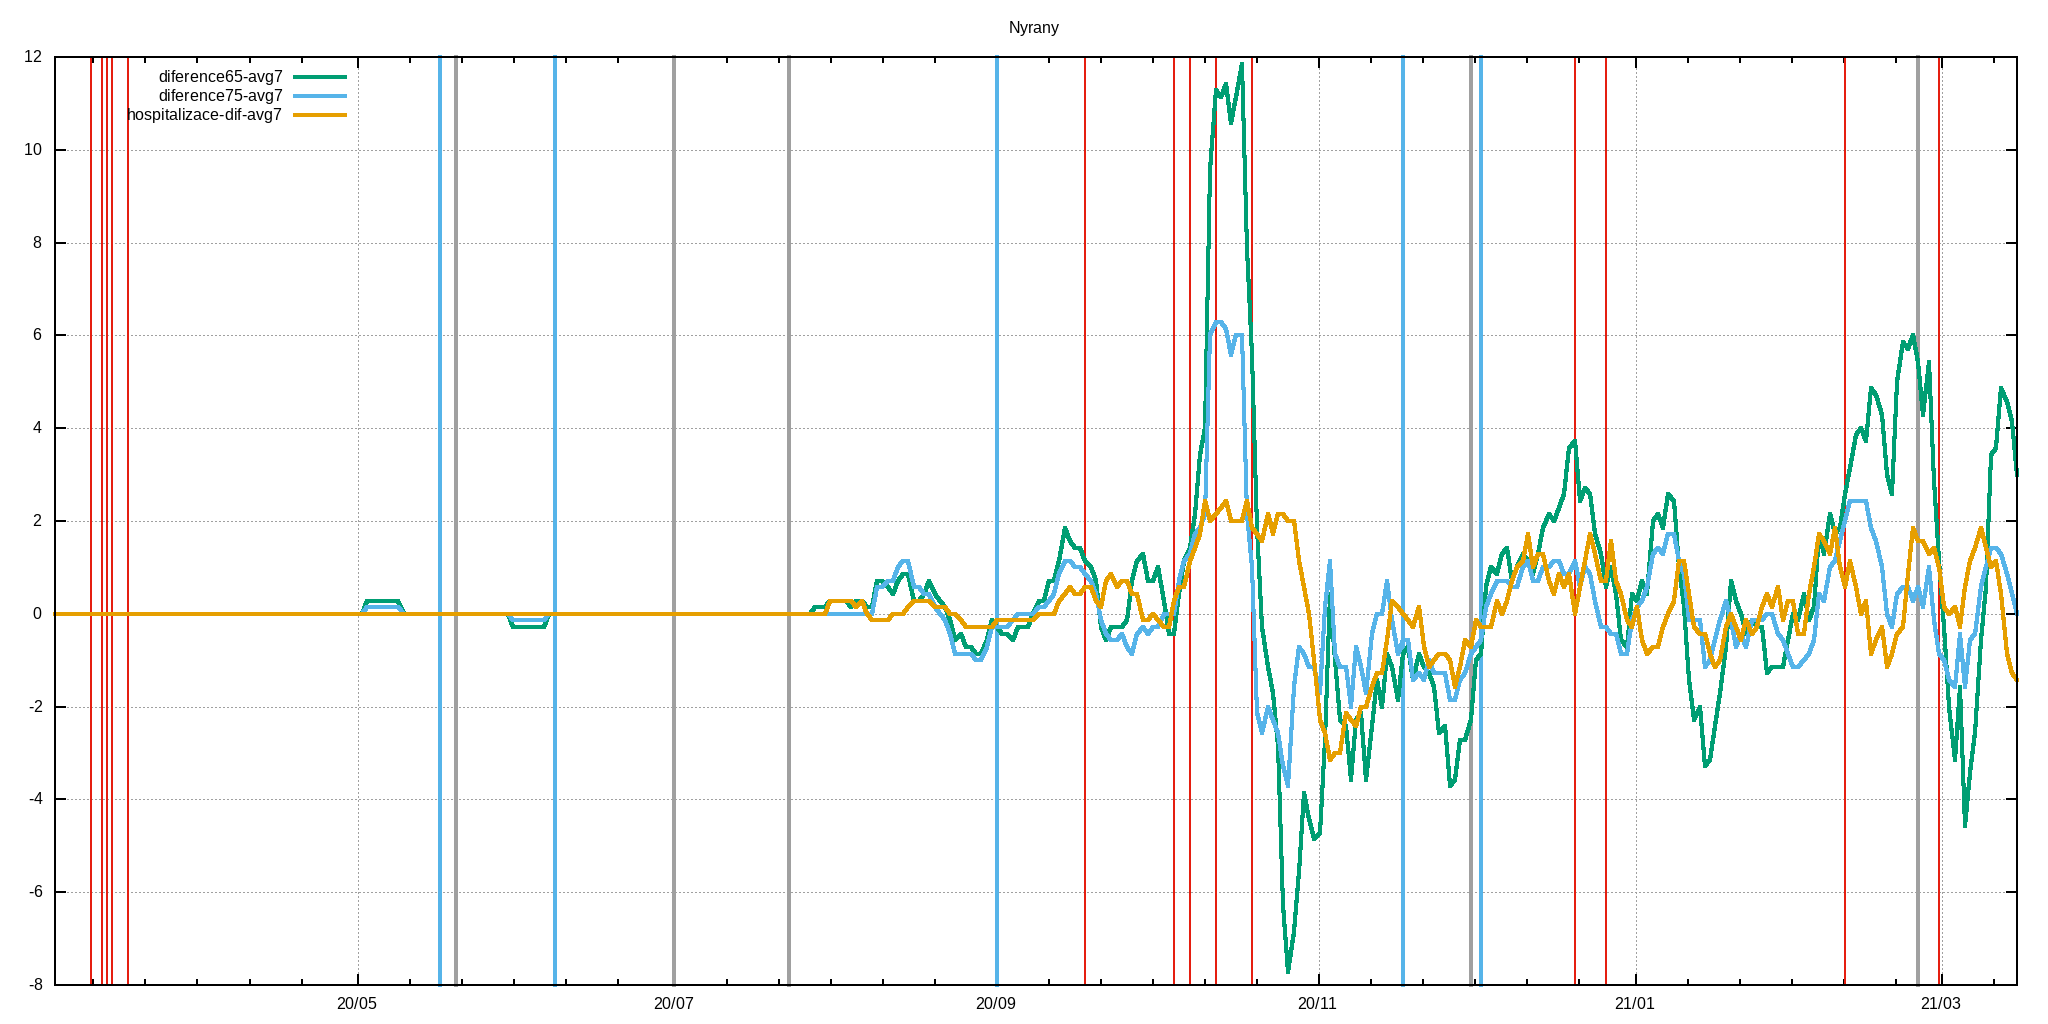 Nyrany
12
diference65-avg7
diference75-avg7
hospitalizace-dif-avg7
10
8
6
4
2
0
-2
-4
-6
-8
20/05 20/07 20/09 20/11 21/01 21/03